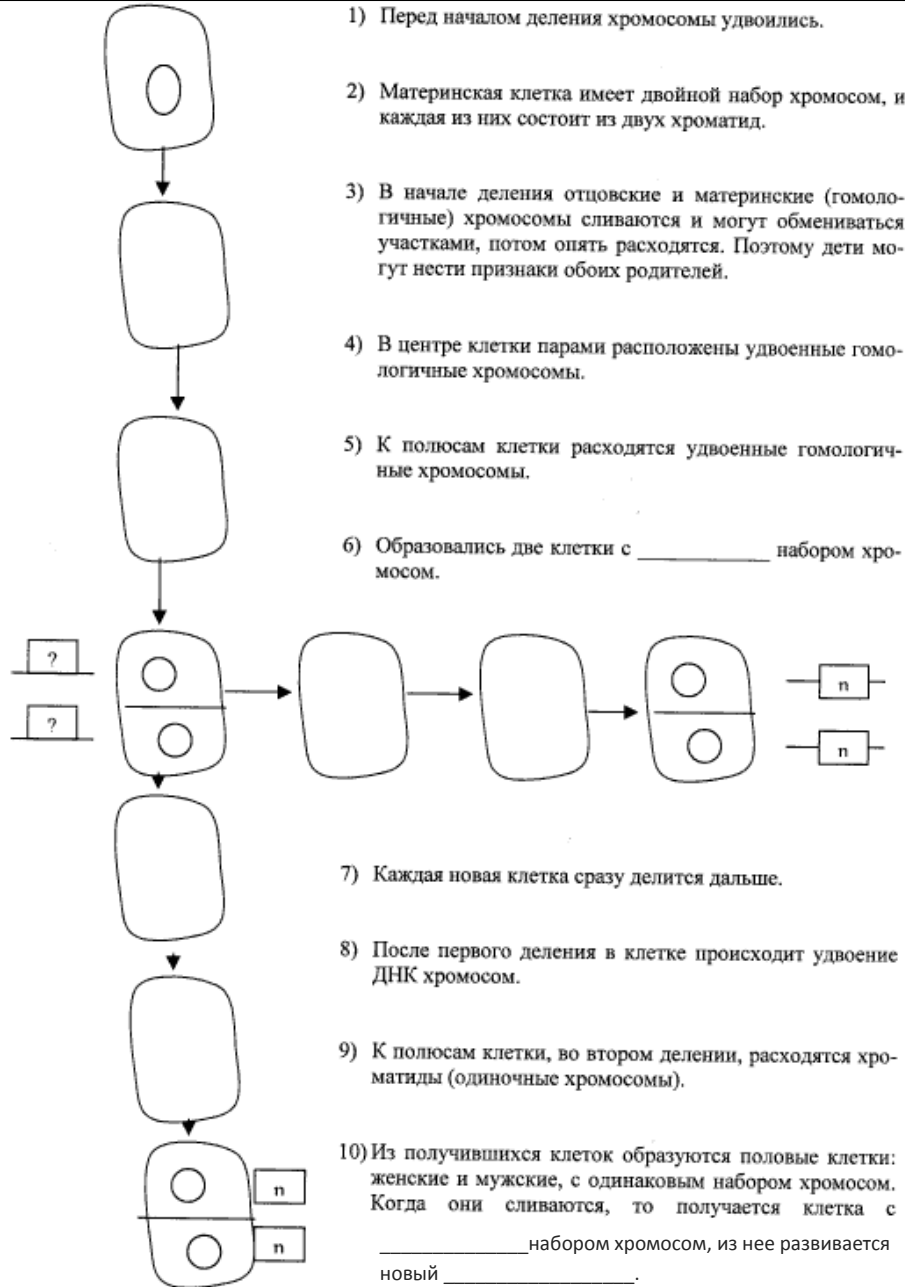 1) Перед началом деления хромосомы удвоились.
2) Материнская клетка имеет двойной набор хромосом, и
каждая из них состоит из двух хроматид.
3) В начале деления отцовские и материнские (гомоло-
гичные) хромосомы сливаются и могут обмениваться
участками, потом опять расходятся. Поэтому дети мо-
гут нести признаки обоих родителей.
4) В центре клетки парами расположены удвоенные гомо-
логичные хромосомы.
5) К полюсам клетки расходятся удвоенные гомологич-
ные хромосомы.
6) Образовались две клетки с ___________ набором хро-
мосом.
?
?
n
n
7) Каждая новая клетка сразу делится дальше.
8) После первого деления в клетке происходит удвоение
ДНК хромосом.
9) К полюсам клетки, во втором делении, расходятся хро-
матиды (одиночные хромосомы).
10) Из получившихся клеток образуются половые клетки:
женские и мужские, с одинаковым набором хромосом.
Когда они сливаются, то получается клетка с
______________набором хромосом, из нее развивается
новый __________________.
n
n